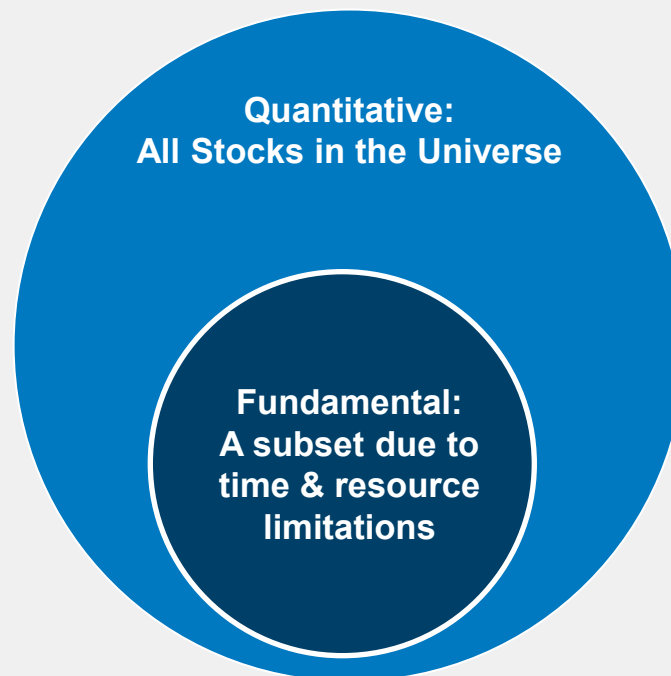 Quantitative:
All Stocks in the Universe
Fundamental:
A subset due to
time & resource
limitations